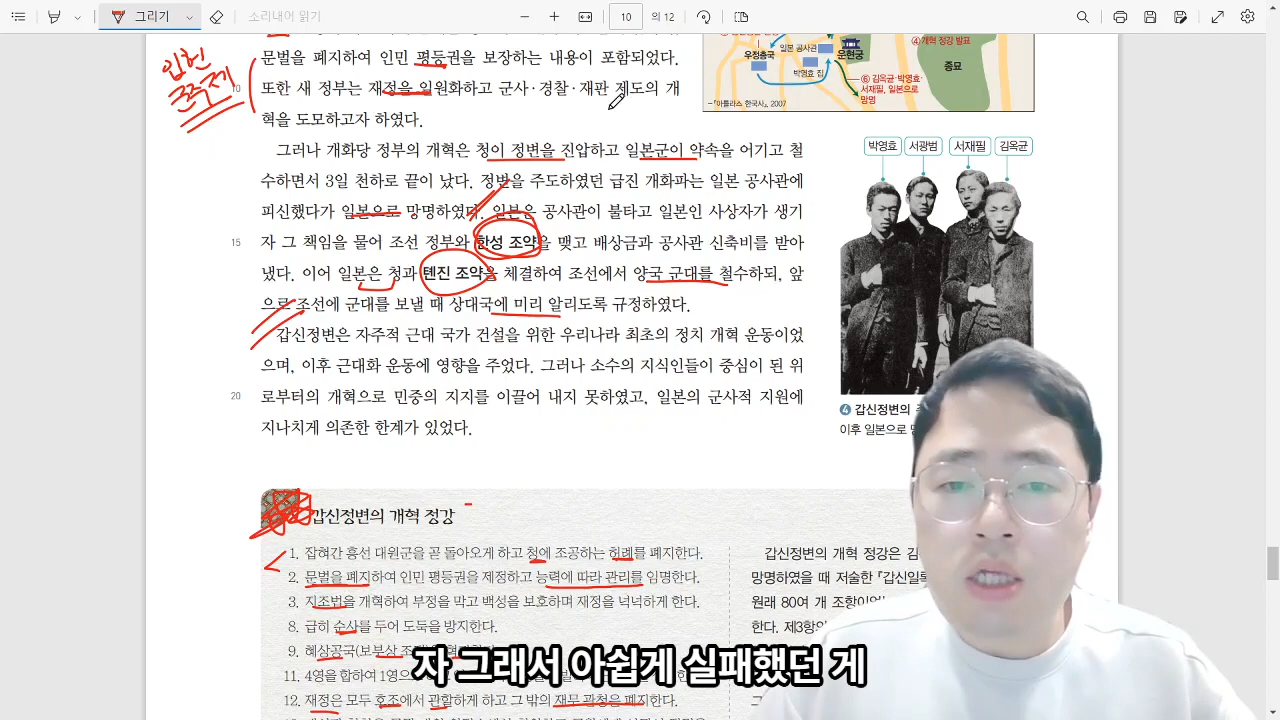 그리기
소리내어 읽기
10 의 12
입헌
군주제
문벌을 폐지하여 인민 평등권을 보장하는 내용이 포함되었다.
10 또한 새 정부는 재정을 일원화하고 군사·경찰·재판 제도의 개
혁을 도모하고자 하였다.
그러나 개화당 정부의 개혁은 청이 정변을 진압하고 일본군이 약속을 어기고 철
수하면서 3일 천하로 끝이 났다. 정변을 주도하였던 급진 개화파는 일본 공사관에
피신했다가 일본으로 망명하였다. 일본은 공사관이 불타고 일본인 사상자가 생기
15 자 그 책임을 물어 조선 정부와 한성 조약을 맺고 배상금과 공사관 신축비를 받아
냈다. 이어 일본은 청과 톈진 조약을 체결하여 조선에서 양국 군대를 철수하되, 앞
으로 조선에 군대를 보낼 때 상대국에 미리 알리도록 규정하였다.
갑신정변은 자주적 근대 국가 건설을 위한 우리나라 최초의 정치 개혁 운동이었
으며, 이후 근대화 운동에 영향을 주었다. 그러나 소수의 지식인들이 중심이 된 위
20 로부터의 개혁으로 민중의 지지를 이끌어 내지 못하였고, 일본의 군사적 지원에
지나치게 의존한 한계가 있었다.
④ 개혁 정강 발표
우정총국
일본 공사관
운현궁
박영효 집
종묘
⑥ 김옥균·박영효·
서재필, 일본으로
망명
-『아틀라스 한국사』, 2007
박영효 서광범 서재필 김옥균
④ 갑신정변의
이후 일본으로
갑신정변의 개혁 정강
1. 잡혀간 흥선 대원군을 곧 돌아오게 하고 청에 조공하는 허례를 폐지한다.
2. 문벌을 폐지하여 인민 평등권을 제정하고 능력에 따라 관리를 임명한다.
3. 지조법을 개혁하여 부정을 막고 백성을 보호하며 재정을 넉넉하게 한다.
8. 급히 순사를 두어 도둑을 방지한다.
9. 혜상공국(보부상
11. 4영을 합하여 1영으
12. 재정은 모두 호조에서 관할하게 하고 그 밖의 재무 관청은 폐지한다.
갑신정변의 개혁 정강은
망명하였을 때 저술한
원래 80여 개
한다. 제3항의
자 그래서 아쉽게 실패했던 게